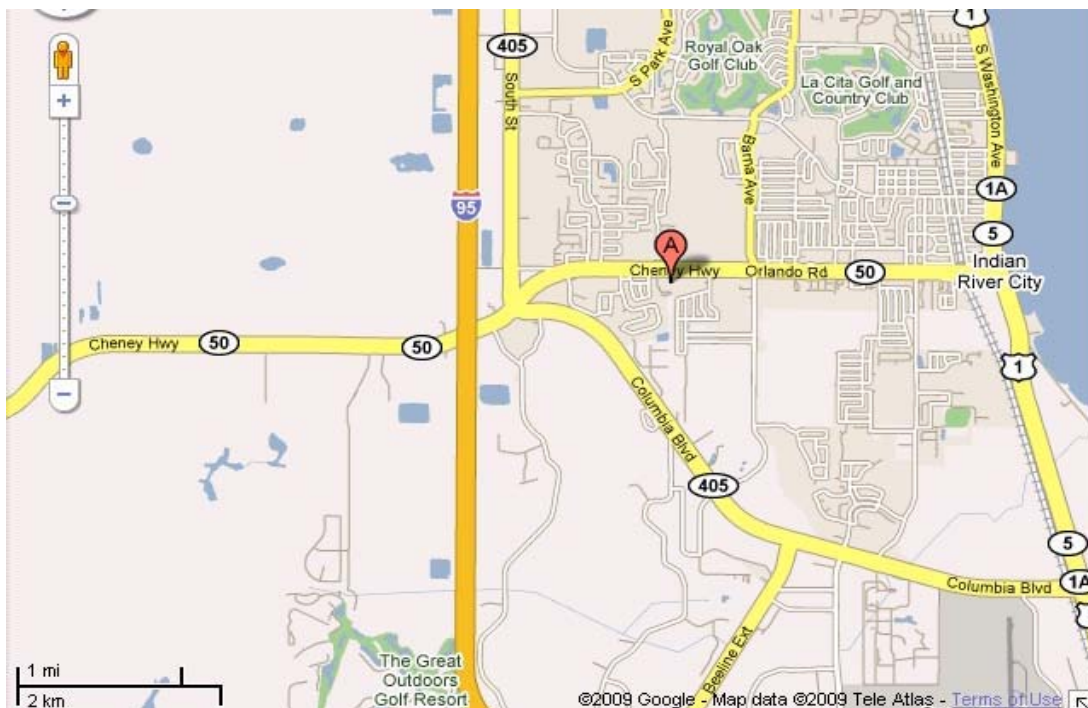 405
1
S Park Ave
Royal Oak
Golf Club
La Cita Golf and
Country Club
S Washington Ave
South St
Barna Ave
95
1A
5
A
Cheney Hwy
Orlando Rd
50
Indian
River City
Cheney Hwy
50
50
1
Columbia Blvd
405
5
Columbia Blvd
1A
Beeline Ext
The Great
Outdoors
Golf Resort
1 mi
2 km
©2009 Google - Map data ©2009 Tele Atlas - Terms of Use